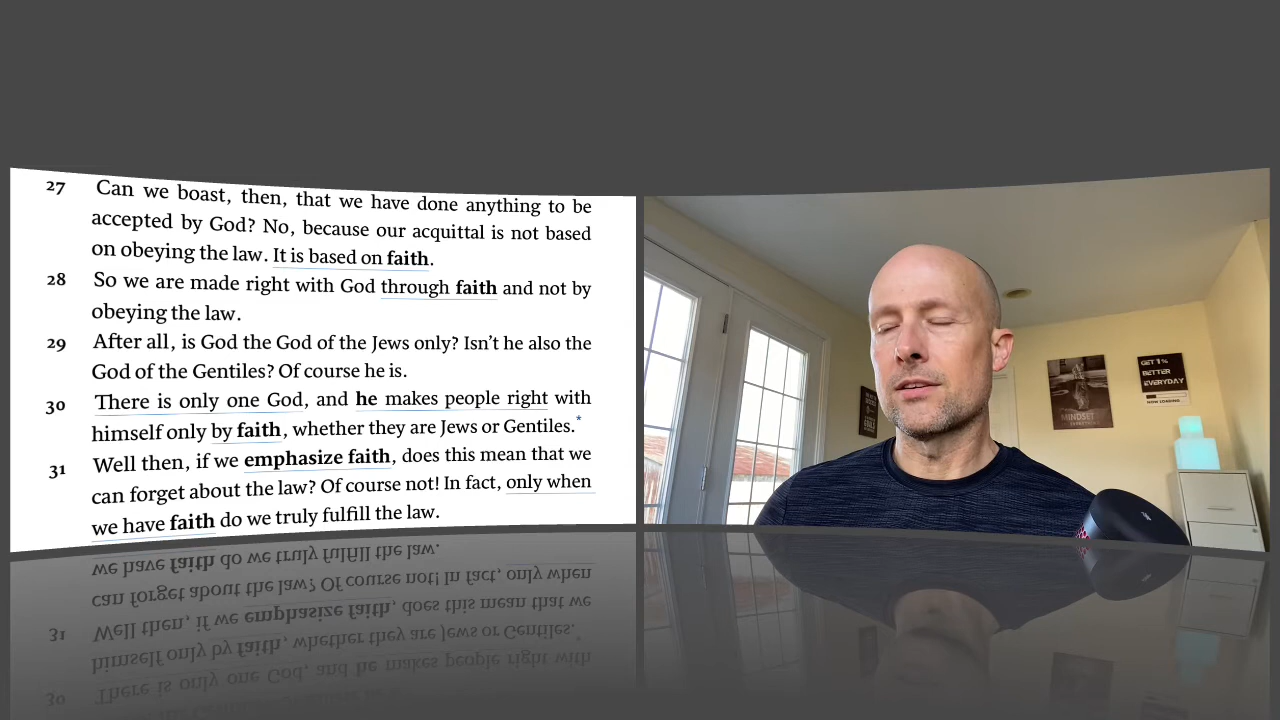 27 Can we boast, then, that we have done anything to be
accepted by God? No, because our acquittal is not based
on obeying the law. It is based on faith.
28 So we are made right with God through faith and not by
obeying the law.
29 After all, is God the God of the Jews only? Isn’t he also the
God of the Gentiles? Of course he is.
30 There is only one God, and he makes people right with
himself only by faith, whether they are Jews or Gentiles.*
31 Well then, if we emphasize faith, does this mean that we
can forget about the law? Of course not! In fact, only when
we have faith do we truly fulfill the law.
MINDSET
GET 1%
BETTER
EVERYDAY
NOW LOADING